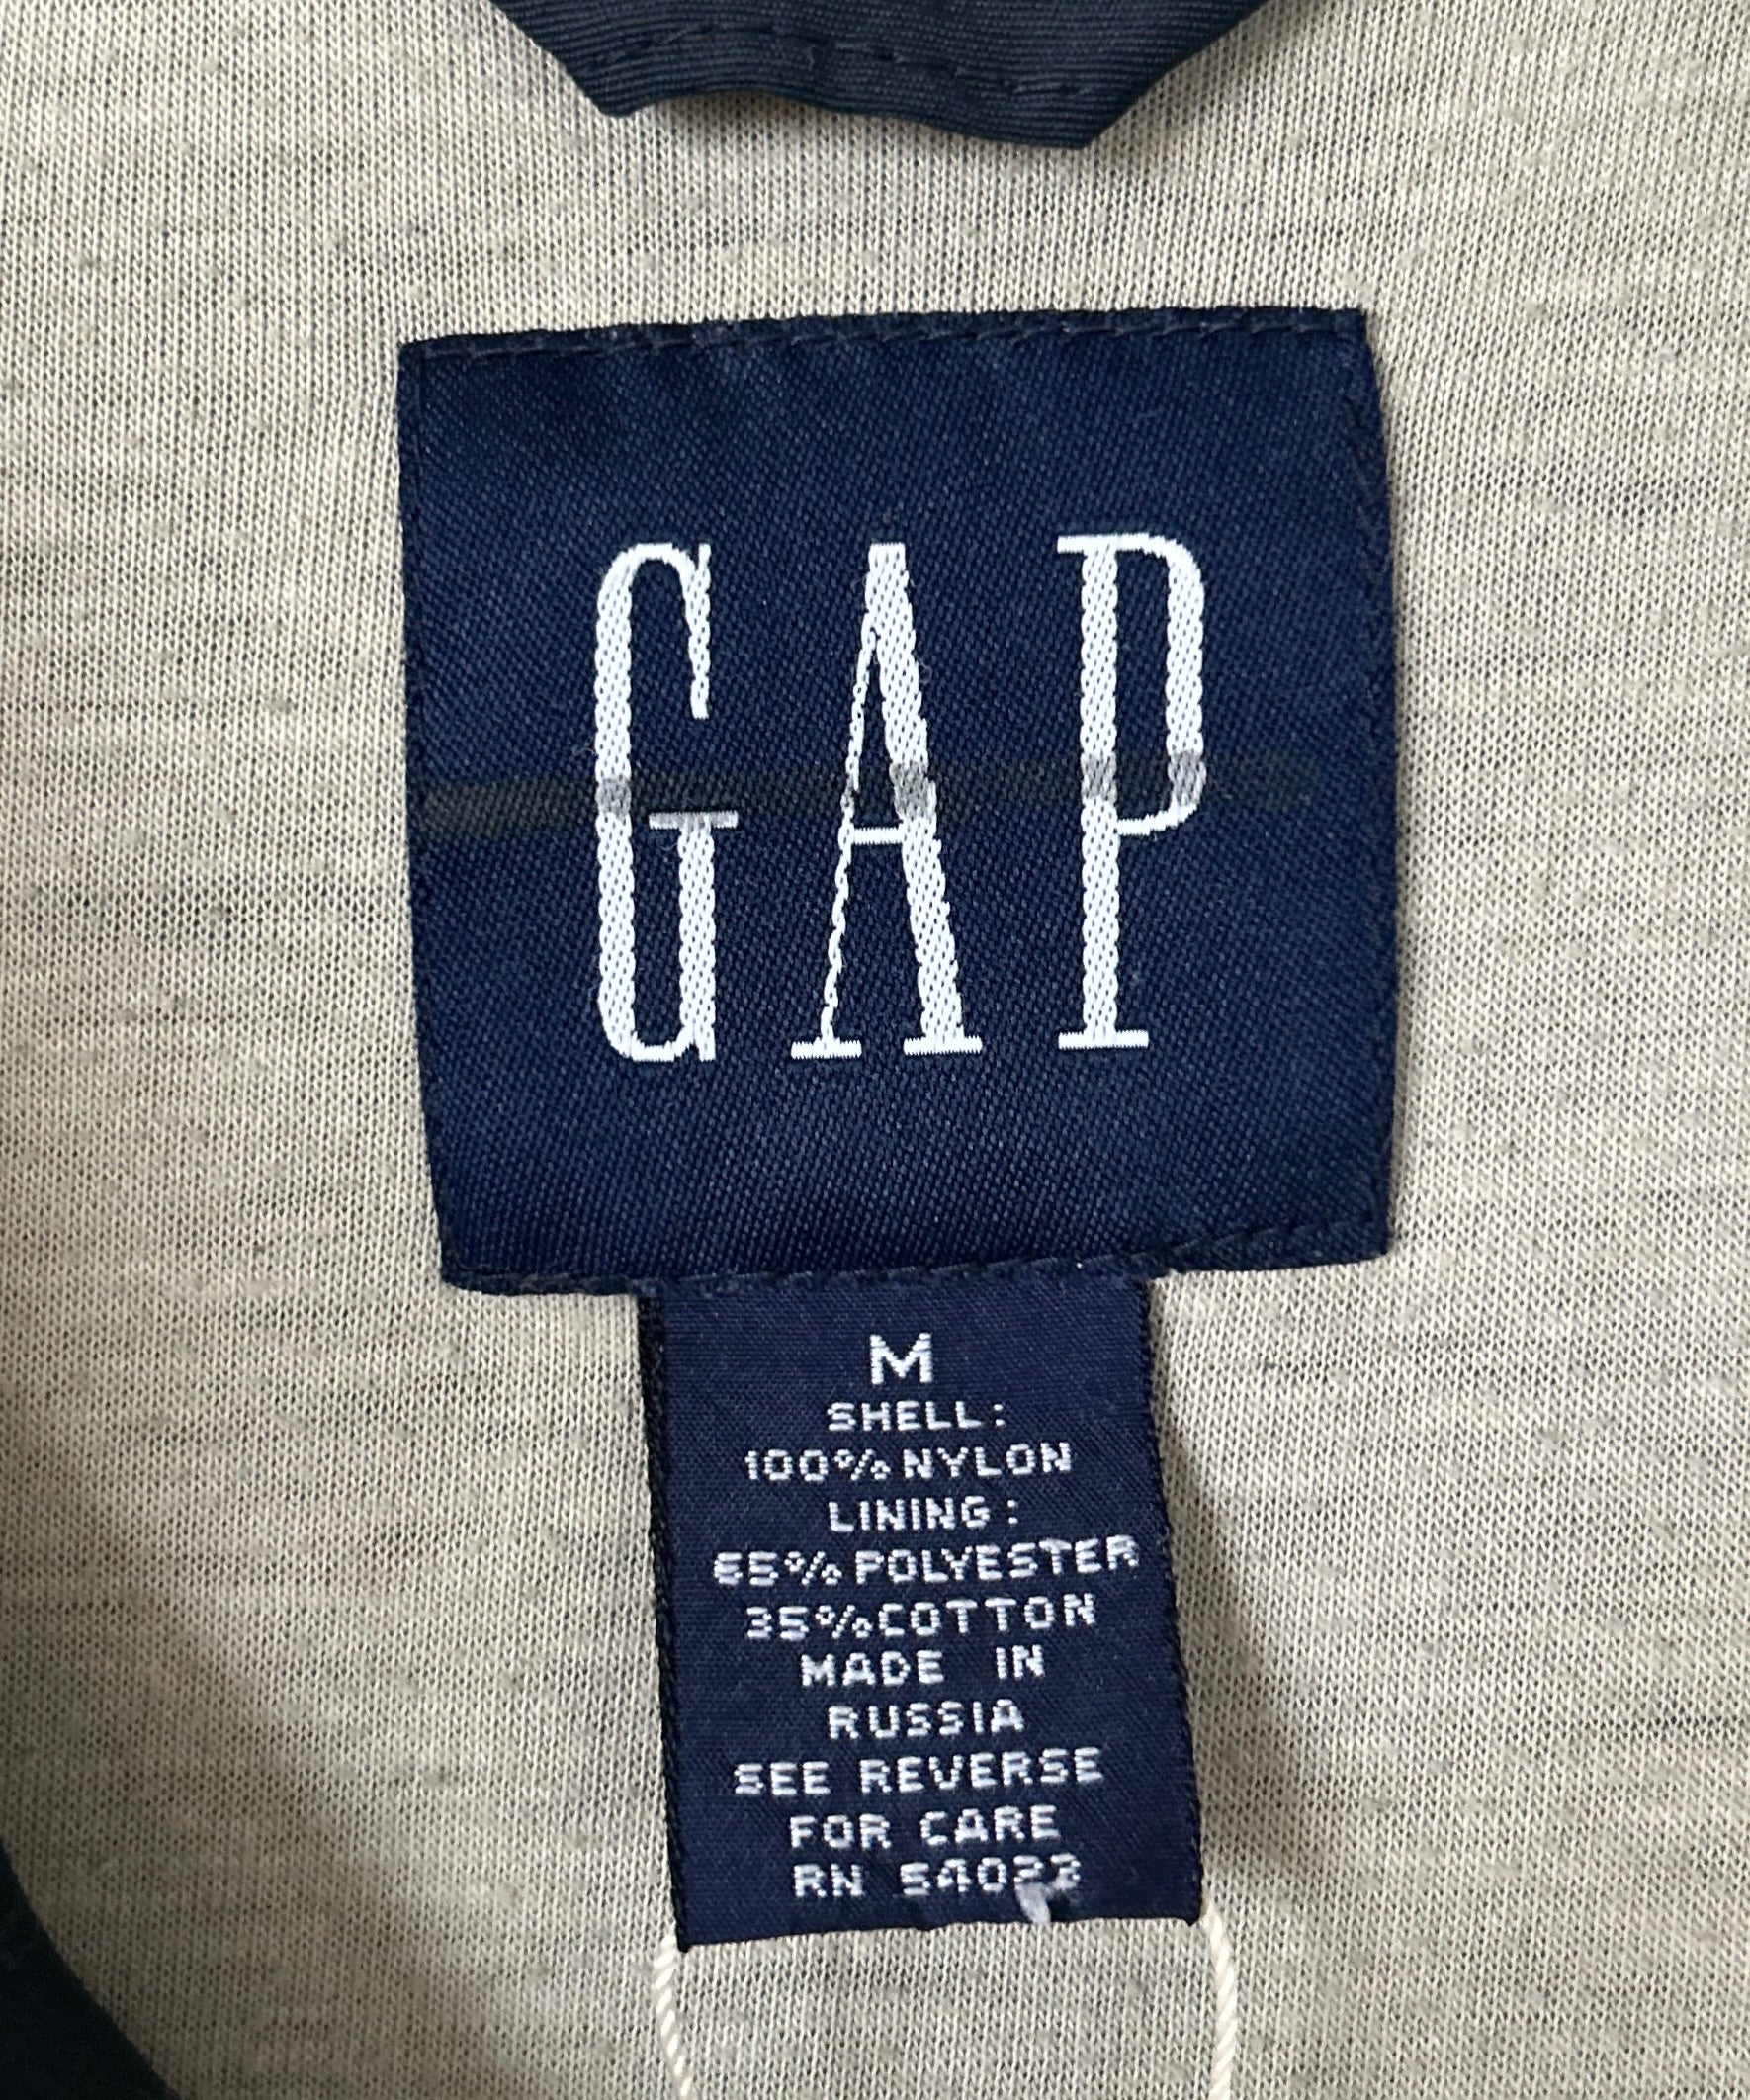 GAP
M
SHELL:
100% NYLON
LINING:
65% POLYESTER
35% COTTON
MADE IN
RUSSIA
SEE REVERSE
FOR CARE
RN 54023